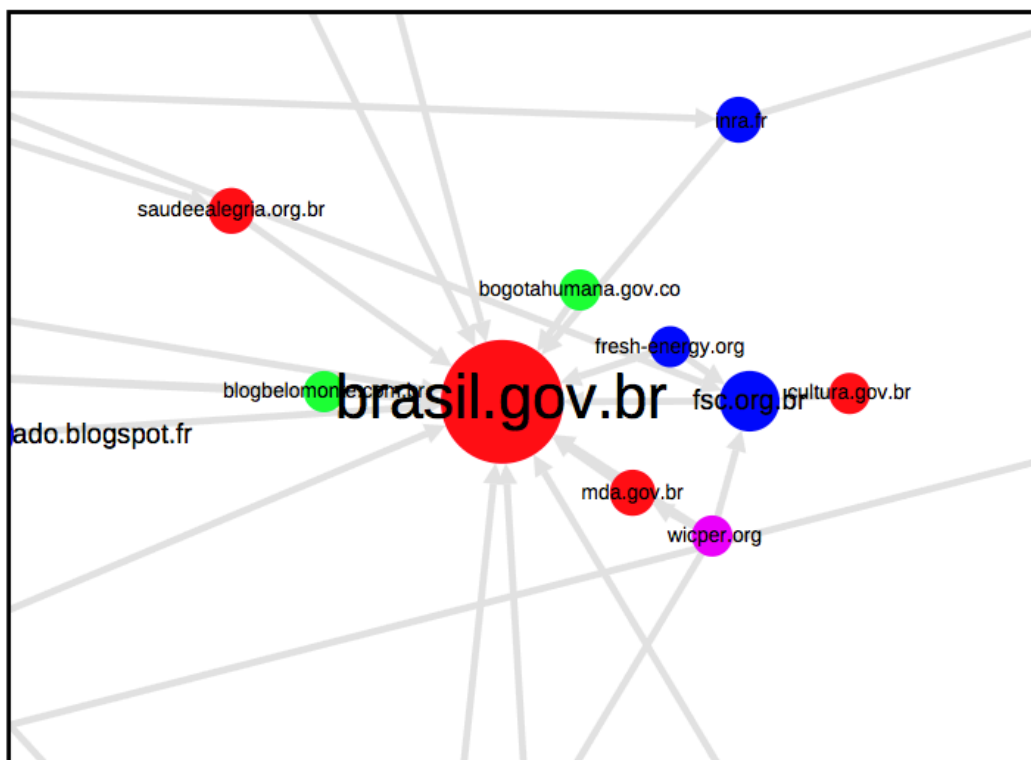 inra.fr
saudeealegria.org.br
bogotahumana.gov.co
fresh-energy.org
blogbelomonte.com.br
brasil.gov.br
fsc.org.br
cultura.gov.br
ado.blogspot.fr
mda.gov.br
wicper.org